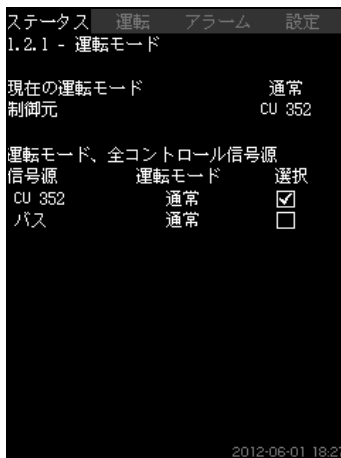 ステータス 運転 アラーム 設定
1.2.1 - 運転モード
現在の運転モード 通常
制御元 CU 352
運転モード、全コントロール信号源
信号源 運転モード 選択
CU 352 通常
バス 通常
2012-06-01 18:27